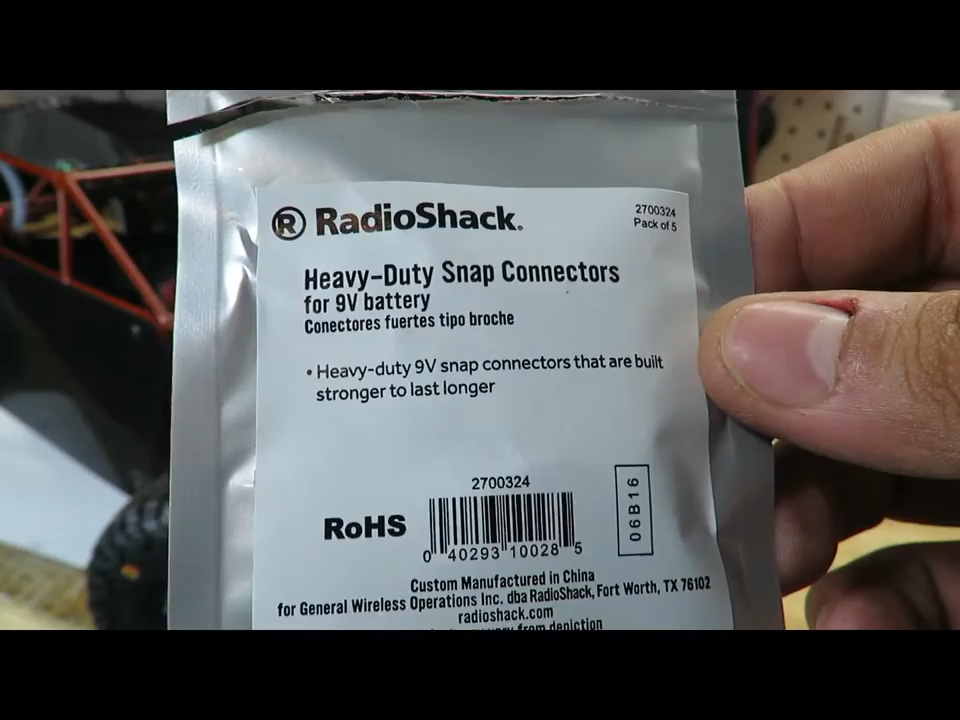 ® RadioShack.
2700324
Pack of 5
Heavy-Duty Snap Connectors
for 9V battery
Conectores fuertes tipo broche
• Heavy-duty 9V snap connectors that are built
stronger to last longer
2700324
RoHS
0 40293 10028 5
06B16
Custom Manufactured in China
for General Wireless Operations Inc. dba RadioShack, Fort Worth, TX 76102
radioshack.com
from depiction